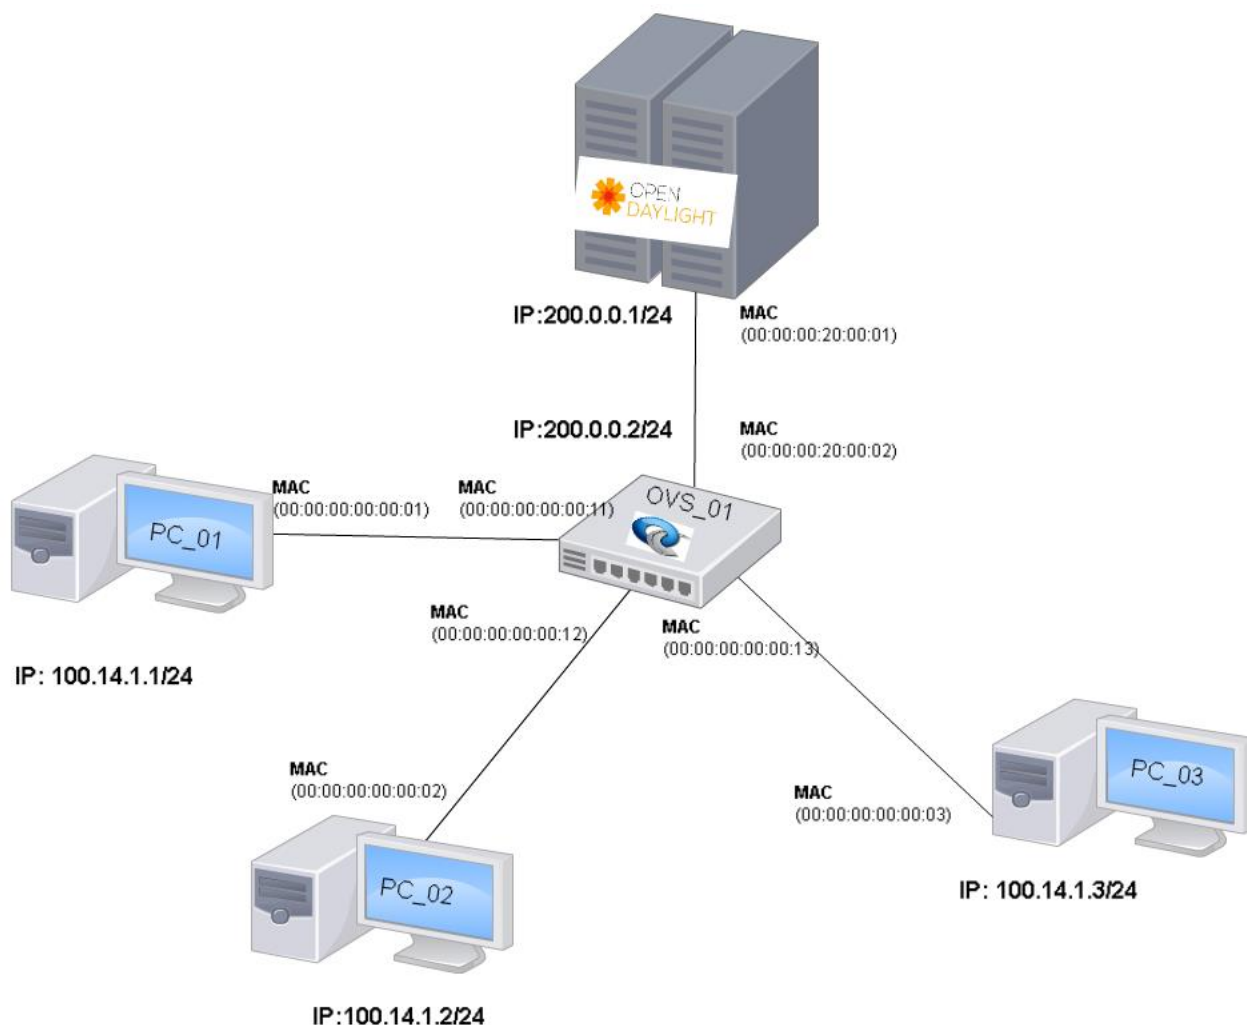 OPEN
DAYLIGHT
IP:200.0.0.1/24
MAC
(00:00:00:20:00:01)
IP:200.0.0.2/24
MAC
(00:00:00:20:00:02)
OVS_01
MAC
(00:00:00:00:00:01)
MAC
(00:00:00:00:00:11)
PC_01
IP: 100.14.1.1/24
MAC
(00:00:00:00:00:12)
MAC
(00:00:00:00:00:13)
MAC
(00:00:00:00:00:02)
PC_02
IP:100.14.1.2/24
MAC
(00:00:00:00:00:03)
PC_03
IP: 100.14.1.3/24